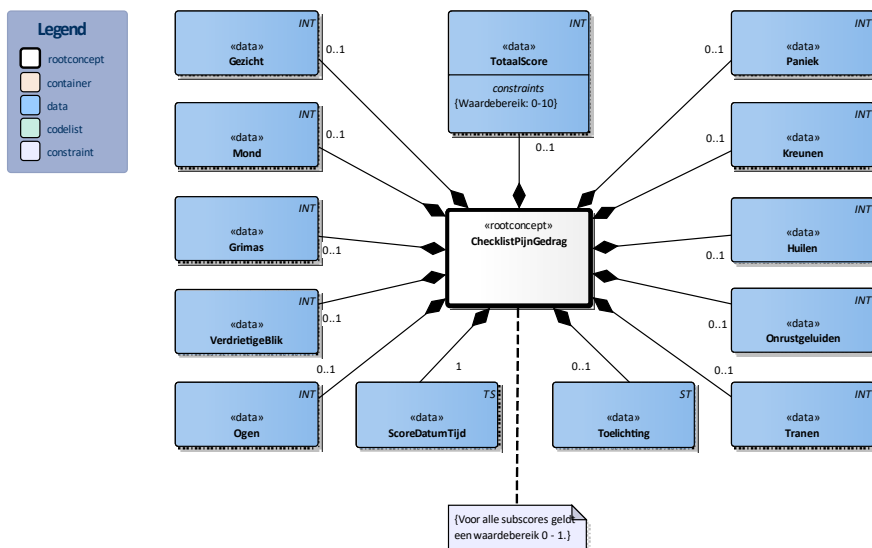 Legend
rootconcept
container
data
codelist
constraint
INT
«data»
Gezicht
0..1
INT
«data»
TotaalScore
constraints
{Waardebereik: 0-10}
0..1
INT
«data»
Paniek
0..1
INT
«data»
Mond
0..1
INT
«data»
Kreunen
0..1
INT
«data»
Grimas
0..1
«rootconcept»
ChecklistPijnGedrag
INT
«data»
Huilen
0..1
INT
«data»
VerdrietigeBlik
0..1
INT
«data»
Onrustgeluiden
0..1
INT
«data»
Ogen
0..1
TS
«data»
ScoreDatumTijd
1
ST
«data»
Toelichting
0..1
INT
«data»
Tranen
0..1
{Voor alle subscores geldt
een waardebereik 0 - 1.}